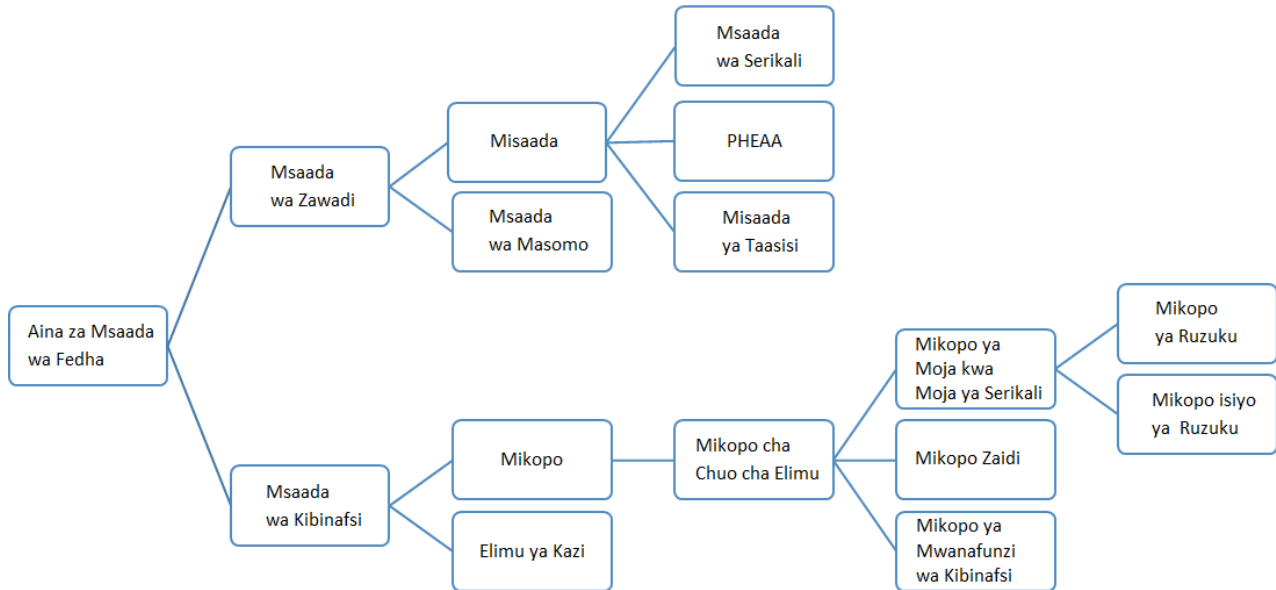 Aina za Msaada
wa Fedha
Msaada
wa Zawadi
Misaada
Msaada
wa Serikali
PHEAA
Misaada
ya Taasisi
Msaada
wa Masomo
Msaada
wa Kibinafsi
Mikopo
Mikopo cha
Chuo cha Elimu
Mikopo ya
Moja kwa
Moja ya Serikali
Mikopo
ya Ruzuku
Mikopo isiyo
ya Ruzuku
Mikopo Zaidi
Mikopo ya
Mwanafunzi
wa Kibinafsi
Elimu ya Kazi